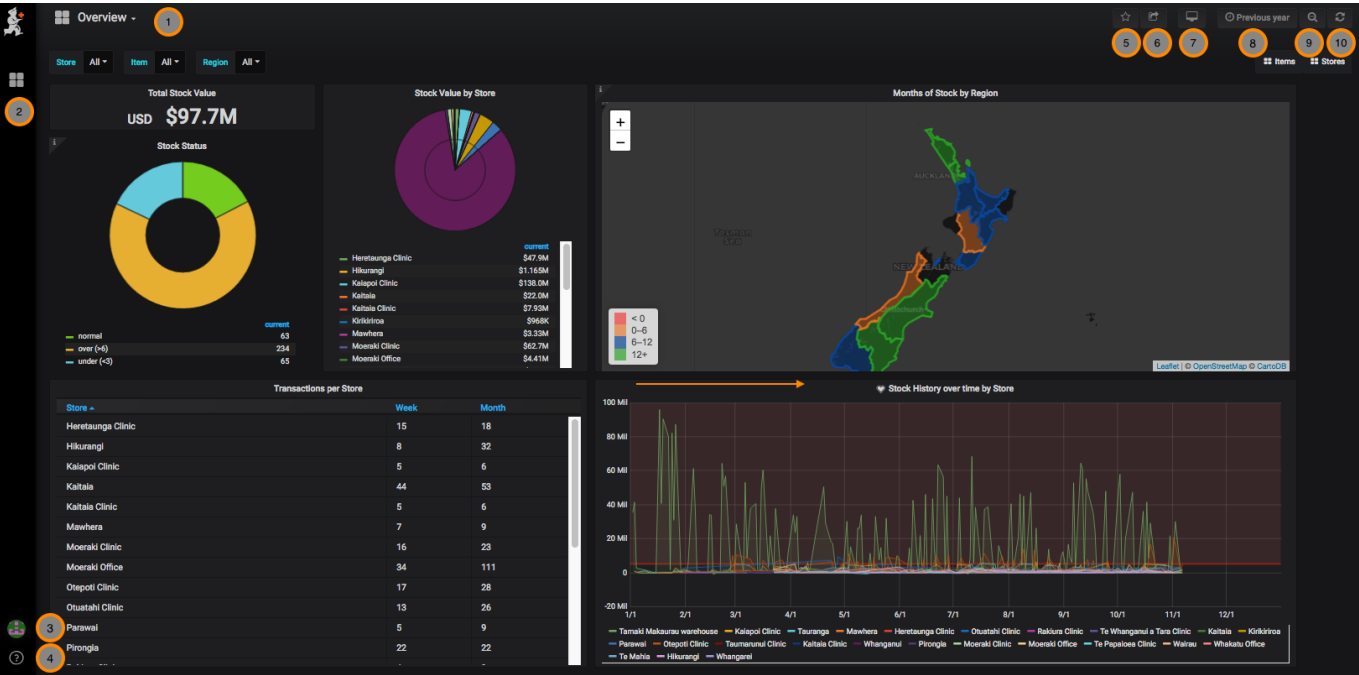 Overview
1
5
6
7
Previous year
8
9
10
Store All Item All Region All
Items Stores
2
Total Stock Value
USD $97.7M
Stock Status
current
normal 63
over (>6) 234
under (<3) 65
Stock Value by Store
current
Heretaunga Clinic $47.9M
Hikurangi $1.165M
Kaiapoi Clinic $138.0M
Kaitaia $22.0M
Kaitaia Clinic $7.93M
Kirikiriroa $968K
Mawhera $3.33M
Moeraki Clinic $62.7M
Moeraki Office $4.41M
Months of Stock by Region
+
−
AUCKLAND
Tasman
Sea
NEW ZEALAND
< 0
0–6
6–12
12+
Leaflet | © OpenStreetMap © CartoDB
Transactions per Store
Store Week Month
Heretaunga Clinic 15 18
Hikurangi 8 32
Kaiapoi Clinic 5 6
Kaitaia 44 53
Kaitaia Clinic 5 6
Mawhera 7 9
Moeraki Clinic 16 23
Moeraki Office 34 111
Otepoti Clinic 17 28
Otuatahi Clinic 13 26
3
Parawai 5 9
4
Pirongia 22 22
Stock History over time by Store
100 Mil
80 Mil
60 Mil
40 Mil
20 Mil
0
-20 Mil
1/1 2/1 3/1 4/1 5/1 6/1 7/1 8/1 9/1 10/1 11/1 12/1
Tamaki Makaurau warehouse Kaiapoi Clinic Tauranga Mawhera Heretaunga Clinic Otuatahi Clinic Rakiura Clinic Te Whanganui a Tara Clinic Kaitaia Kirikiriroa
Parawai Otepoti Clinic Taumarunui Clinic Kaitaia Clinic Whanganui Pirongia Moeraki Clinic Moeraki Office Te Papaioea Clinic Wairau Whakatu Office
Te Mahia Hikurangi Whangarei